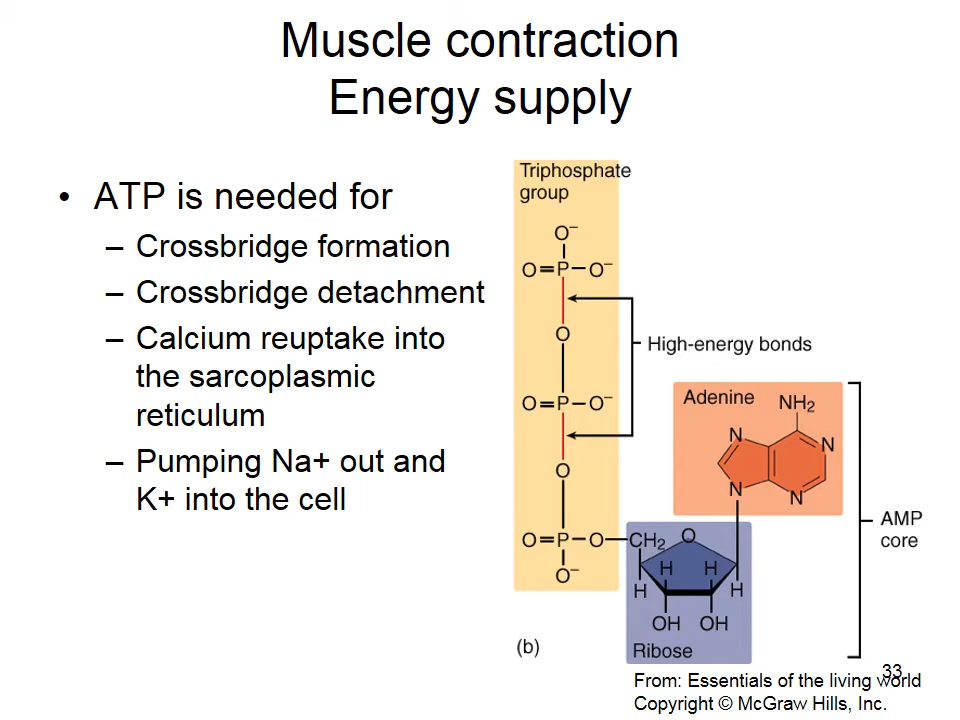 Muscle contraction
Energy supply
• ATP is needed for
– Crossbridge formation
– Crossbridge detachment
– Calcium reuptake into
the sarcoplasmic
reticulum
– Pumping Na+ out and
K+ into the cell
Triphosphate
group
O–
O=P–O–
O
O=P–O–
O
O=P–O–CH2
O–
High-energy bonds
Adenine
NH2
N
N
N
N
O
H
H
H
H
OH
OH
Ribose
AMP
core
(b)
33
From: Essentials of the living world
Copyright © McGraw Hills, Inc.